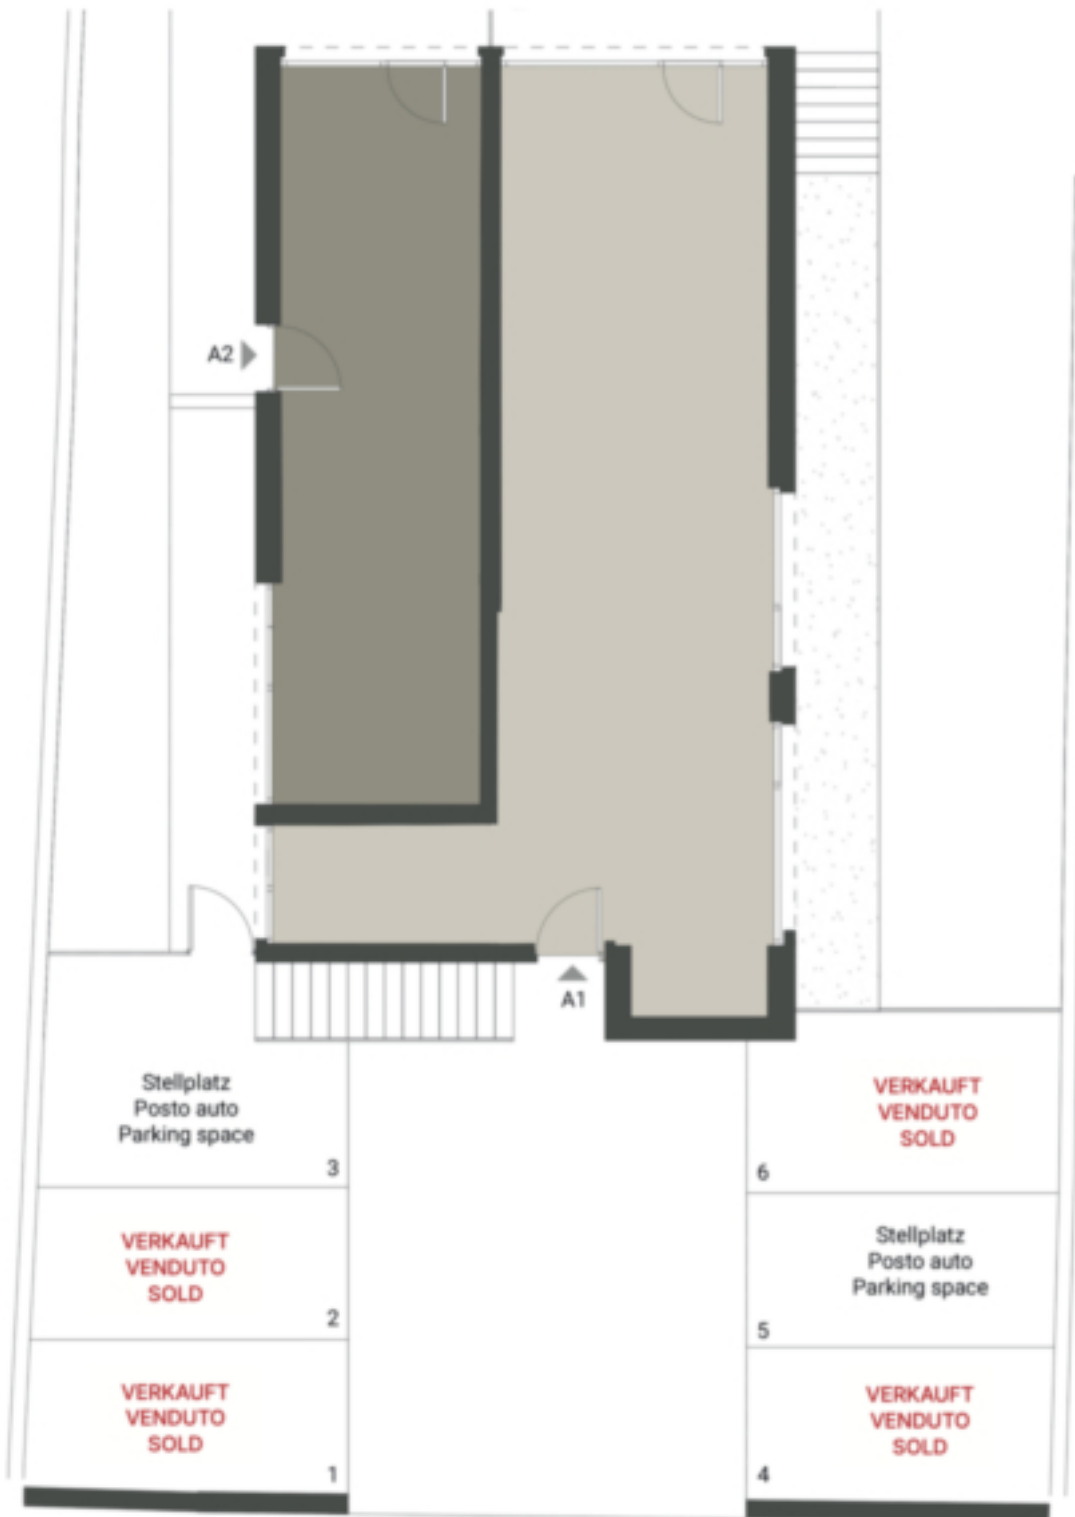 A2
A1
Stellplatz
Posto auto
Parking space
3
VERKAUFT
VENDUTO
SOLD
6
VERKAUFT
VENDUTO
SOLD
2
Stellplatz
Posto auto
Parking space
5
VERKAUFT
VENDUTO
SOLD
1
VERKAUFT
VENDUTO
SOLD
4